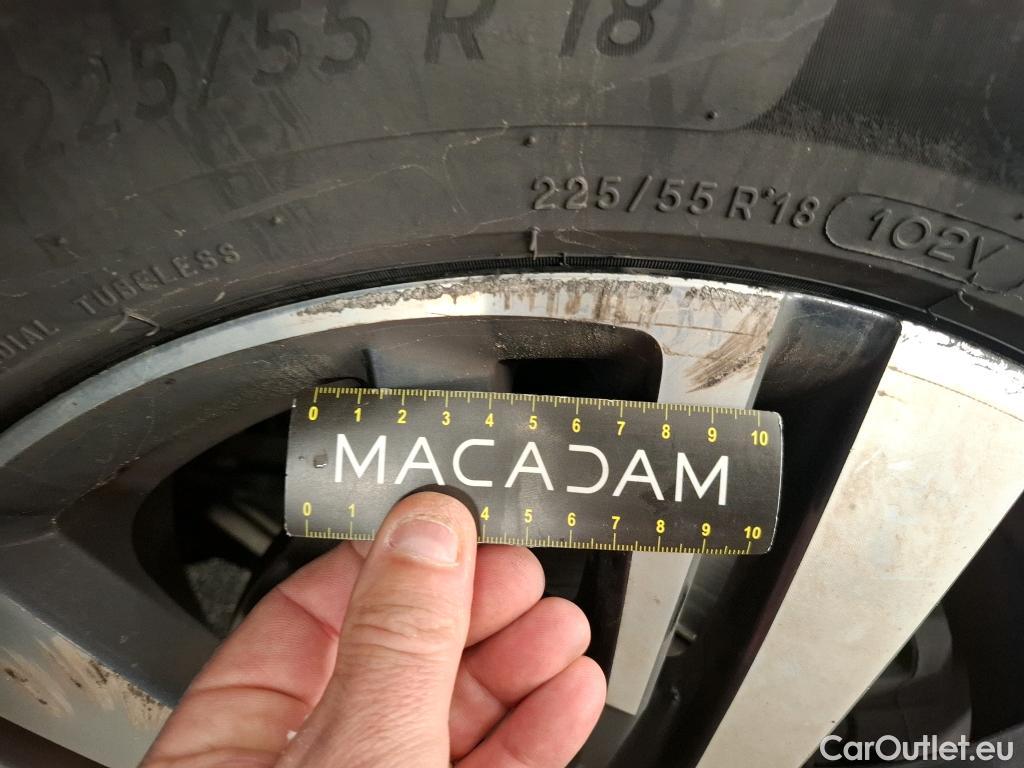 225/55 R 18
225/55 R 18 102V
RADIAL TUBELESS
0 1 2 3 4 5 6 7 8 9 10
MACADAM
0 1 4 5 6 7 8 9 10
CarOutlet.eu